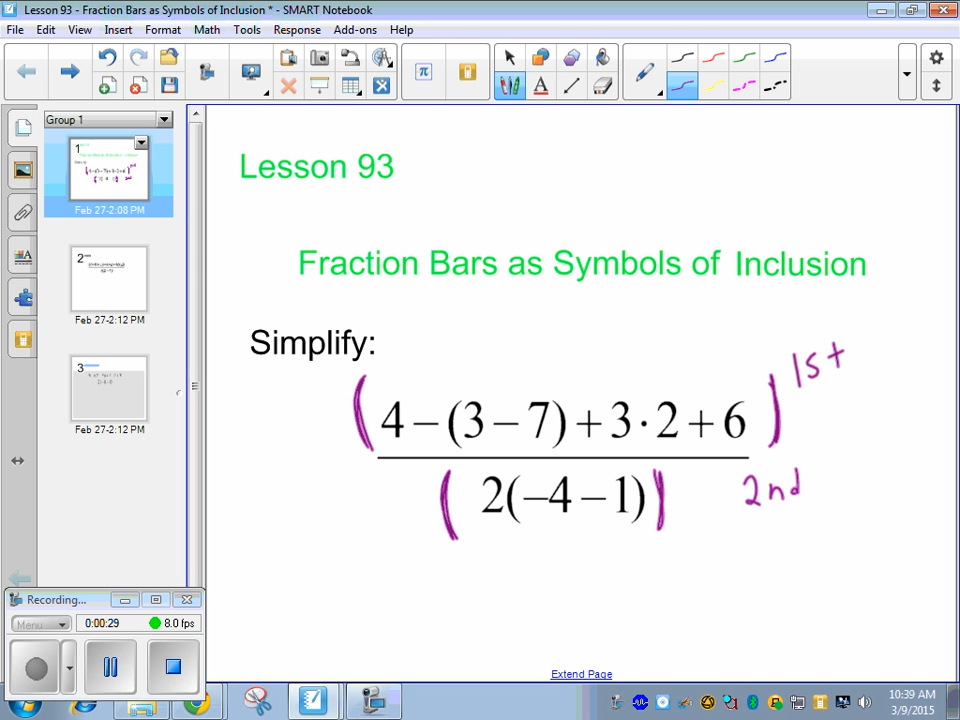 Lesson 93 - Fraction Bars as Symbols of Inclusion * - SMART Notebook
File Edit View Insert Format Math Tools Response Add-ons Help
Group 1
1
Feb 27-2:08 PM
2
Feb 27-2:12 PM
3
Feb 27-2:12 PM
Lesson 93
Fraction Bars as Symbols of Inclusion
Simplify:
(4 − (3 − 7) + 3 · 2 + 6) 1st
(2(−4 − 1)) 2nd
Extend Page
Recording...
Menu 0:00:29 8.0 fps
10:39 AM
3/9/2015